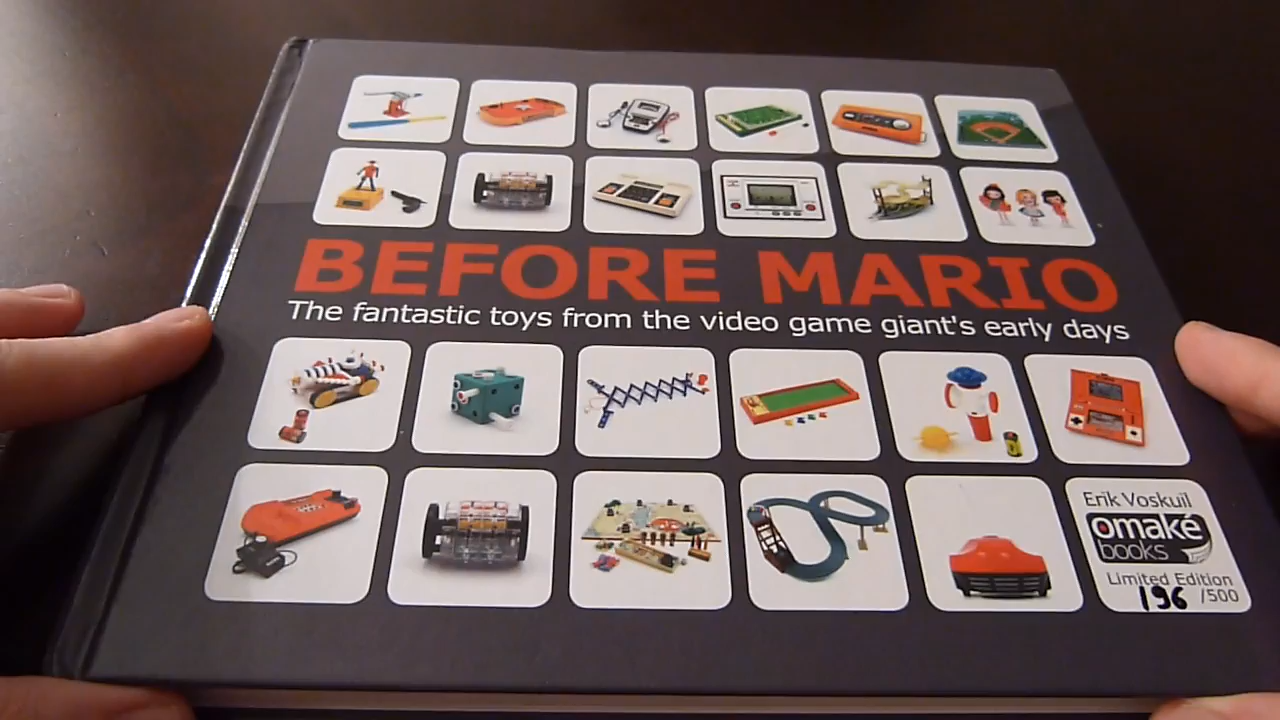 BEFORE MARIO
The fantastic toys from the video game giant's early days
Erik Voskuil
omaké
books
Limited Edition
196 /500